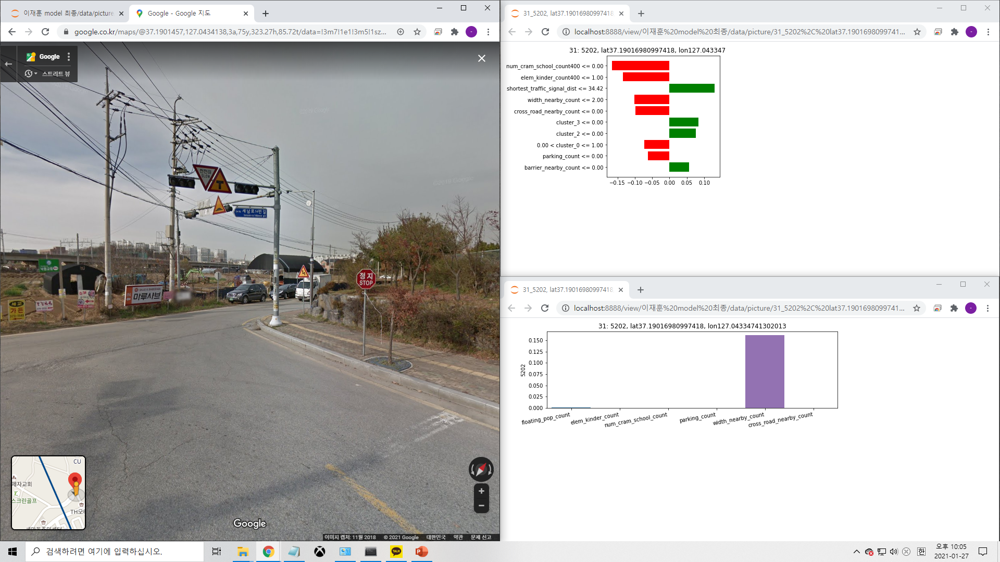 이재훈 model 최종/data/picture
Google - Google 지도
google.co.kr/maps/@37.1901457,127.0434138,3a,75y,323.27h,85.72t/data=!3m7!1e1!3m5!1sz...
Google
스트리트 뷰
천천히
SLOW
세남로14번길
정지
STOP
마루샤브
세교
가든
373-1148
CU
제자교회
스크린골프
Google
이미지 캡처: 11월 2018 © 2021 Google 대한민국 약관 문제 신고
31_5202, lat37.19016980997418
localhost:8888/view/이재훈%20model%20최종/data/picture/31_5202%2C%20lat37.1901698099741...
31: 5202, lat37.19016980997418, lon127.043347
num_cram_school_count400 <= 0.00
elem_kinder_count400 <= 1.00
shortest_traffic_signal_dist <= 34.42
width_nearby_count <= 2.00
cross_road_nearby_count <= 0.00
cluster_3 <= 0.00
cluster_2 <= 0.00
0.00 < cluster_0 <= 1.00
parking_count <= 0.00
barrier_nearby_count <= 0.00
−0.15 −0.10 −0.05 0.00 0.05 0.10
31_5202, lat37.19016980997418
localhost:8888/view/이재훈%20model%20최종/data/picture/31_5202%2C%20lat37.1901698099741...
31: 5202, lat37.19016980997418, lon127.04334741302013
0.150
0.125
0.100
0.075
0.050
0.025
0.000
5202
floating_pop_count
elem_kinder_count
num_cram_school_count
parking_count
width_nearby_count
cross_road_nearby_count
검색하려면 여기에 입력하십시오.
TALK
한
오후 10:05
2021-01-27